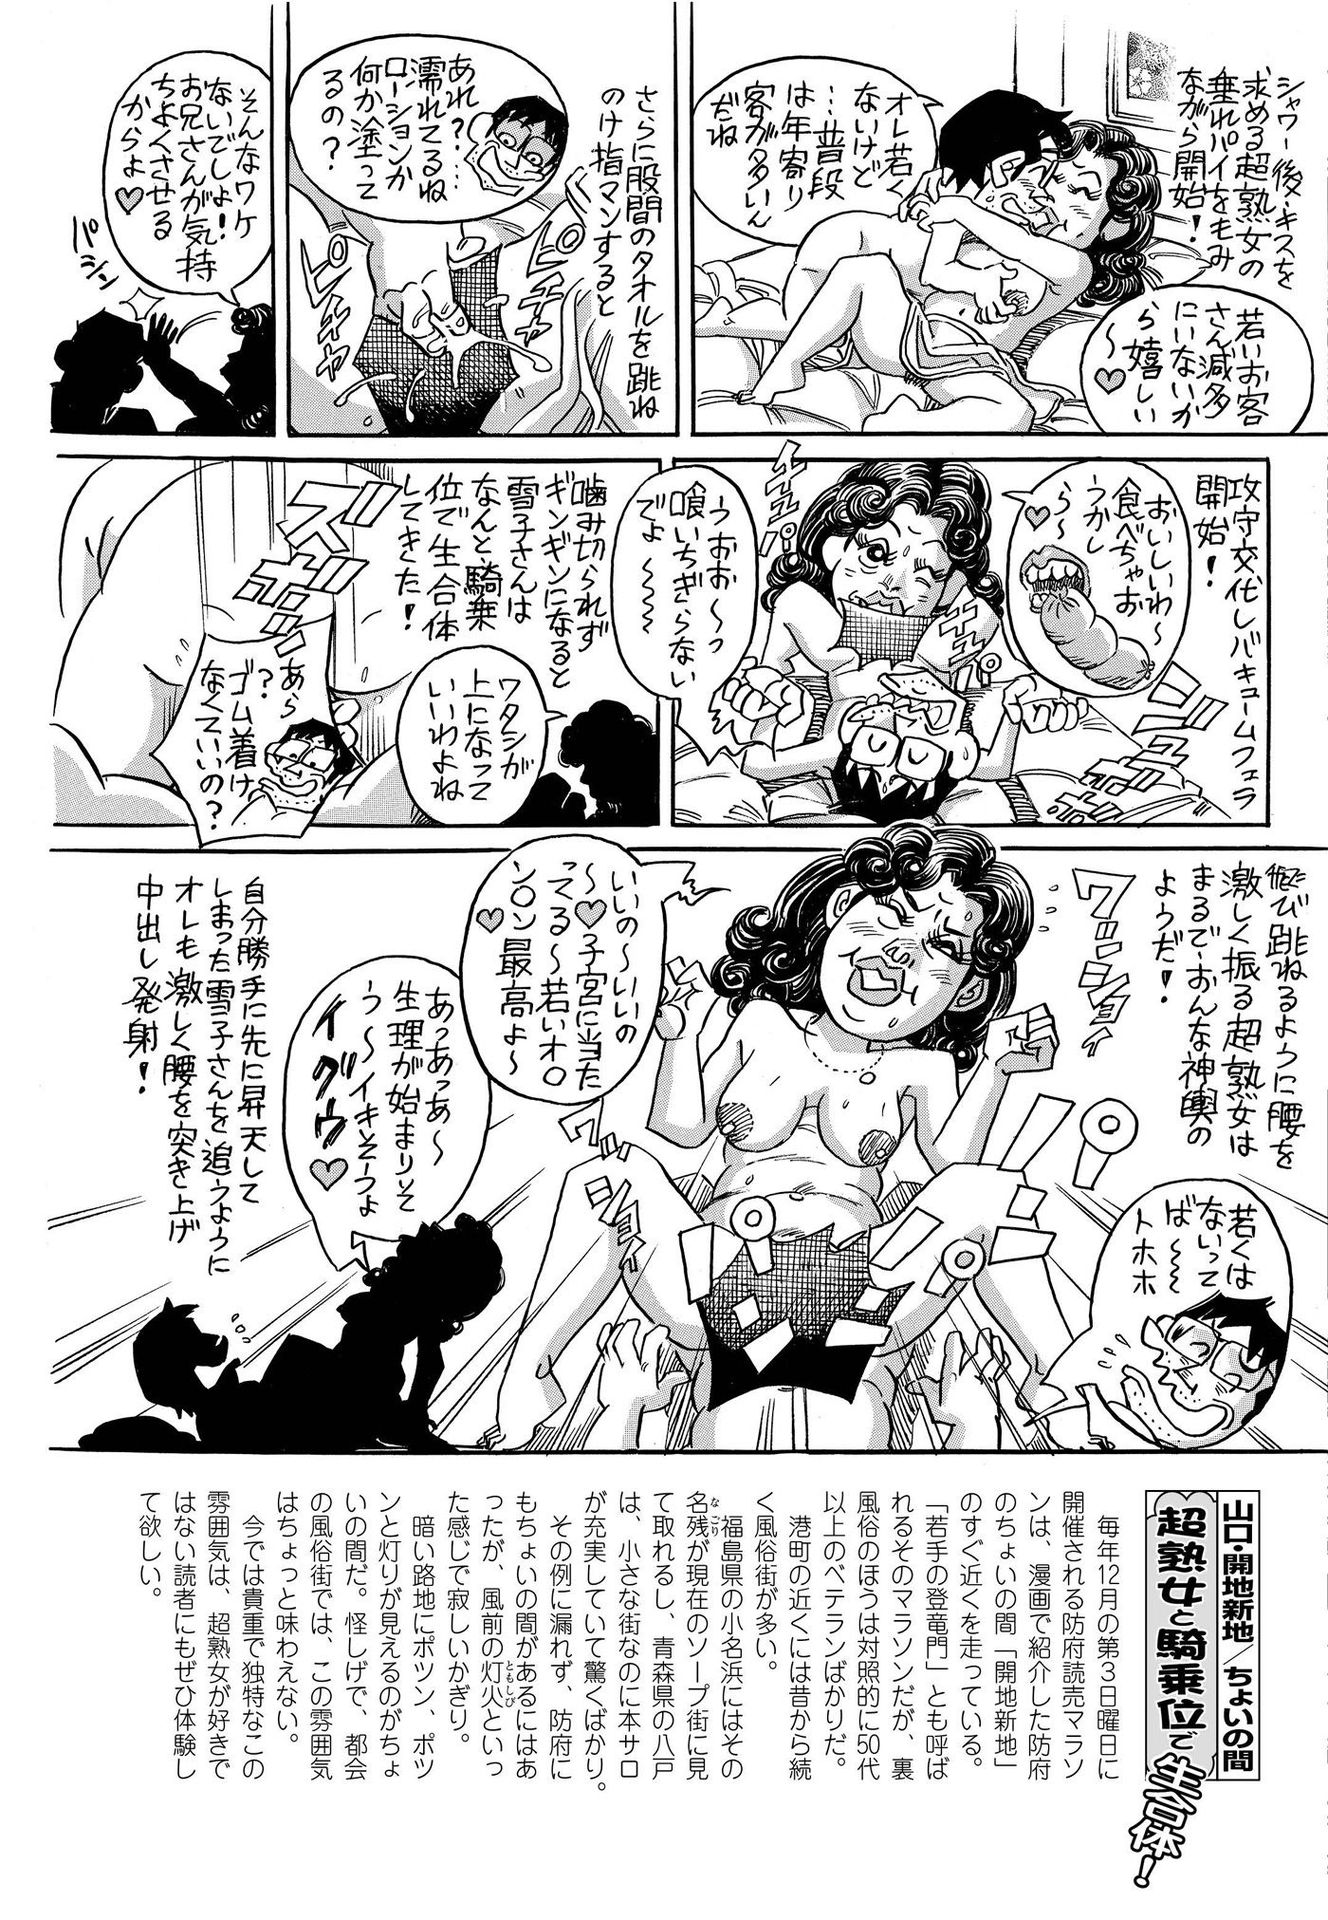 シャワー後・キスを
求める超熟女の
垂れパイをもみ
ながら開始!
オレ若く
ないけど
…普段
は年寄り
客が多いん
だね
若いお客
さん滅多
にいないか
ら嬉しい
〜♥
さらに股間のタオルを跳ね
のけ指マンすると
あれ?……
濡れてるね
ローションか
何か塗って
るの?
ピチャ
ピチャ
そんなワケ
ないでしょ!
お兄さんが気持
ちよくさせる
からよ
♥
パシン
攻守交代しバキュームフェラ
開始!
おいしいわ〜
食べちゃお
うかし
ら〜
♥
うおお〜っ
喰いちぎらない
でよ〜〜〜〜
噛み切られず
ギンギンになると
雪子さんは
なんと騎乗
位で生合体
してきた!
ワタシが
上になって
いいわよね
あら
?
ゴム着け
なくていいの?
ズボッ
飛び跳ねるように腰を
激しく振る超熟女は
まるで・おんな神輿の
ようだ!
ワッショイ
ワッショイ
いいの〜いいの
〜♥子宮に当た
ってる〜若いオ〇
ン〇ン最高よ〜
♥
若くは
ないって
ば〜〜〜
トホホ
あっあっあ〜
生理が始まりそ
う〜イキそうよ
イグウ♥
自分勝手に先に昇天して
しまった雪子さんを追うように
オレも激しく腰を突き上げ
中出し発射!
山口・開地新地/ちょいの間
超熟女と騎乗位で生合体!
毎年12月の第3日曜日に
開催される防府読売マラソ
ンは、漫画で紹介した防府
のちょいの間「開地新地」
のすぐ近くを走っている。
「若手の登竜門」とも呼ば
れるそのマラソンだが、裏
風俗のほうは対照的に50代
以上のベテランばかりだ。
港町の近くには昔から続
く風俗街が多い。
福島県の小名浜にはその
名残が現在のソープ街に見
て取れるし、青森県の八戸
は、小さな街なのに本サロ
が充実していて驚くばかり。
その例に漏れず、防府に
もちょいの間があるにはあ
ったが、風前の灯火といっ
た感じで寂しいかぎり。
暗い路地にポツン、ポツ
ンと灯りが見えるのがちょ
いの間だ。怪しげで、都会
の風俗街では、この雰囲気
はちょっと味わえない。
今では貴重で独特なこの
雰囲気は、超熟女が好きで
はない読者にもぜひ体験し
て欲しい。